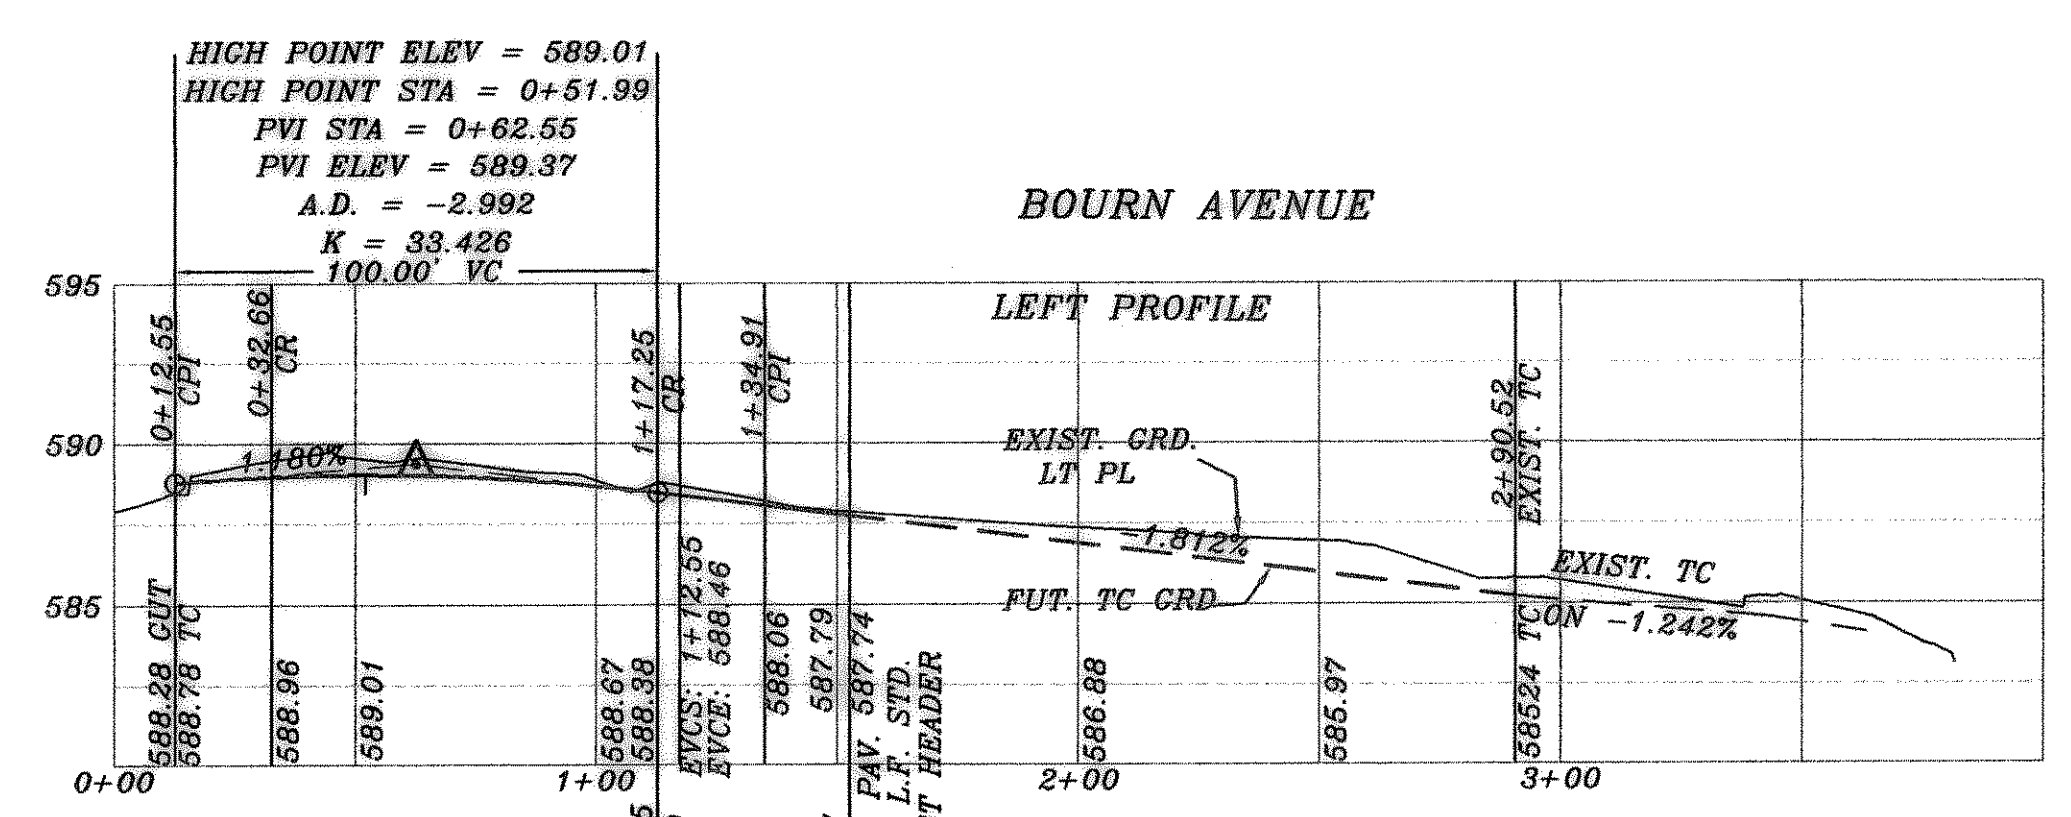 HIGH POINT ELEV = 589.01
HIGH POINT STA = 0+51.99
PVI STA = 0+62.55
PVI ELEV = 589.37
A.D. = -2.992
K = 33.426
100.00' VC
BOURN AVENUE
LEFT PROFILE
595
590
585
0+12.55
CPI
0+32.66
CR
1+17.25
CR
1+34.91
CPI
2+90.52
EXIST. TC
1.180%
EXIST. GRD.
LT PL
-1.812%
FUT. TC GRD
EXIST. TC
ON -1.242%
588.28 GUT
588.78 TC
588.96
589.01
588.67
588.38
EVCS: 1+12.55
EVCE: 588.46
588.06
587.79
PAV. 587.74
L.F. STD.
T HEADER
586.88
585.97
58524 TC
0+00
1+00
2+00
3+00